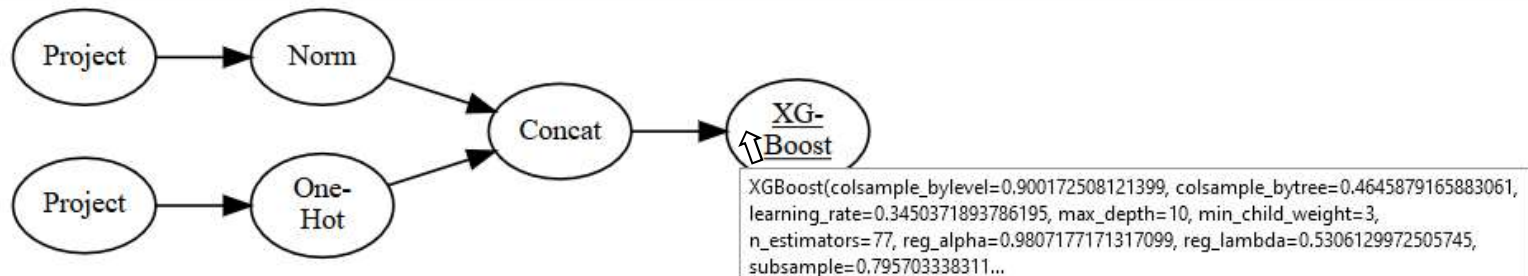 Project
Norm
Concat
XG-
Boost
Project
One-
Hot
XGBoost(colsample_bylevel=0.900172508121399, colsample_bytree=0.4645879165883061,
learning_rate=0.3450371893786195, max_depth=10, min_child_weight=3,
n_estimators=77, reg_alpha=0.9807177171317099, reg_lambda=0.5306129972505745,
subsample=0.795703338311...